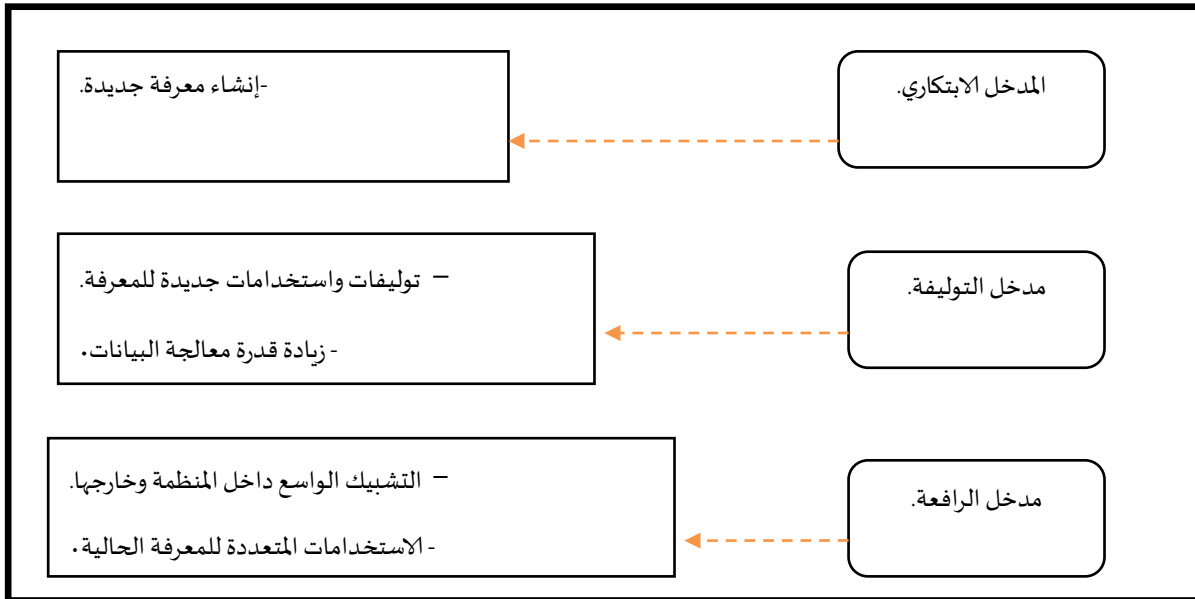 المدخل الابتكاري.
-إنشاء معرفة جديدة.
مدخل التوليفة.
– توليفات واستخدامات جديدة للمعرفة.
- زيادة قدرة معالجة البيانات.
مدخل الرافعة.
– التشبيك الواسع داخل المنظمة وخارجها.
- الاستخدامات المتعددة للمعرفة الحالية.